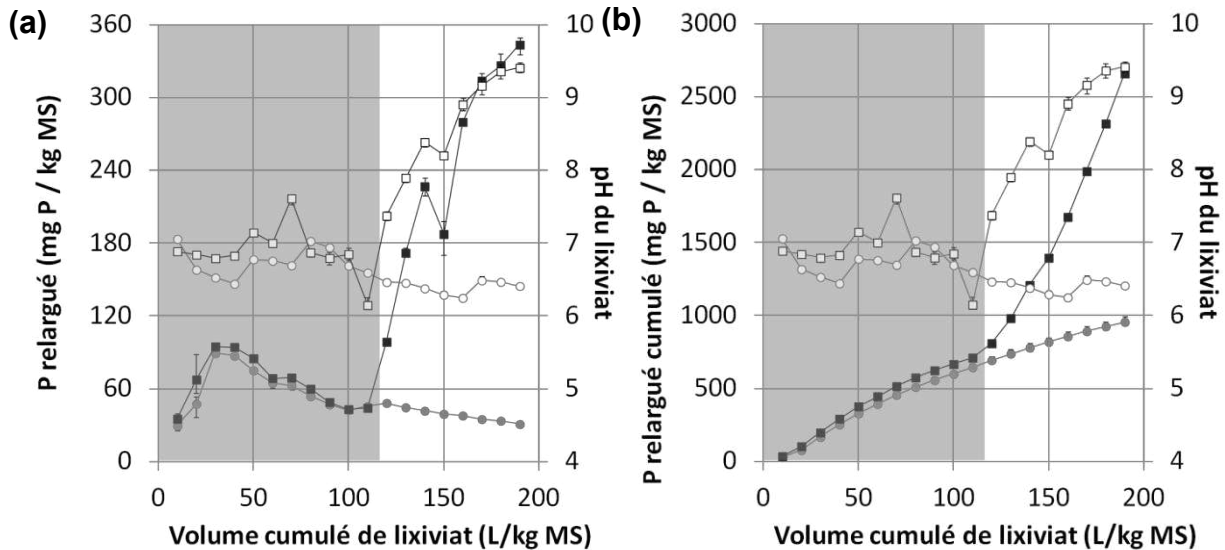 (a)
P relargué (mg P / kg MS)
360
300
240
180
120
60
0
10
9
8
7
6
5
4
pH du lixiviat
0 50 100 150 200
Volume cumulé de lixiviat (L/kg MS)
(b)
P relargué cumulé (mg P / kg MS)
3000
2500
2000
1500
1000
500
0
10
9
8
7
6
5
4
pH du lixiviat
0 50 100 150 200
Volume cumulé de lixiviat (L/kg MS)